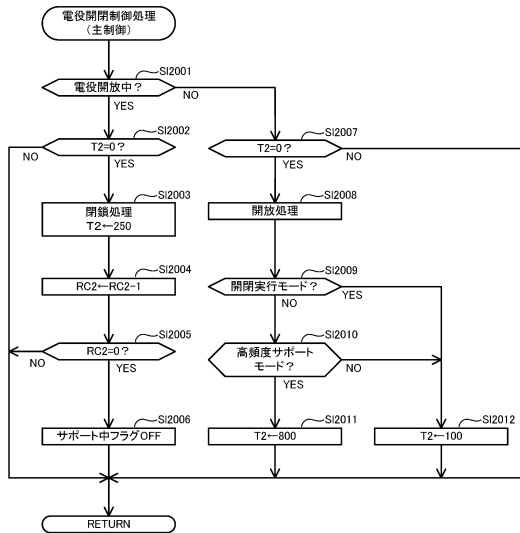 電役開閉制御処理
(主制御)
SI2001
電役開放中？
NO
YES
SI2002
T2=0？
NO
YES
SI2007
T2=0？
NO
YES
SI2003
閉鎖処理
T2←250
SI2008
開放処理
SI2004
RC2←RC2-1
SI2009
開閉実行モード？
YES
NO
SI2005
RC2=0？
NO
YES
SI2010
高頻度サポート
モード？
NO
YES
SI2006
サポート中フラグOFF
SI2011
T2←800
SI2012
T2←100
RETURN